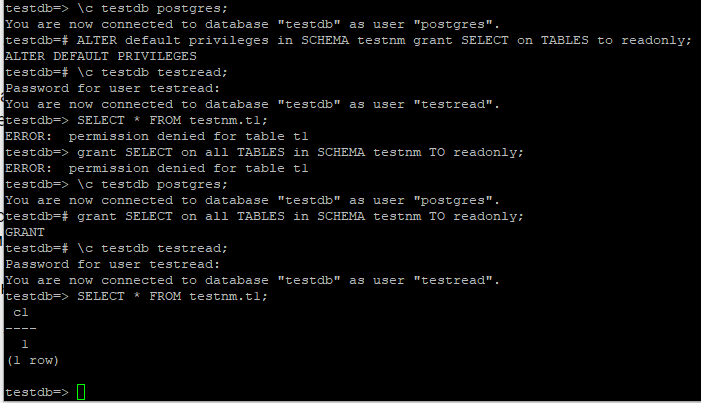 testdb=> \c testdb postgres;
You are now connected to database "testdb" as user "postgres".
testdb=# ALTER default privileges in SCHEMA testnm grant SELECT on TABLES to readonly;
ALTER DEFAULT PRIVILEGES
testdb=# \c testdb testread;
Password for user testread:
You are now connected to database "testdb" as user "testread".
testdb=> SELECT * FROM testnm.t1;
ERROR:  permission denied for table t1
testdb=> grant SELECT on all TABLES in SCHEMA testnm TO readonly;
ERROR:  permission denied for table t1
testdb=> \c testdb postgres;
You are now connected to database "testdb" as user "postgres".
testdb=# grant SELECT on all TABLES in SCHEMA testnm TO readonly;
GRANT
testdb=# \c testdb testread;
Password for user testread:
You are now connected to database "testdb" as user "testread".
testdb=> SELECT * FROM testnm.t1;
 c1
----
  1
(1 row)
testdb=>